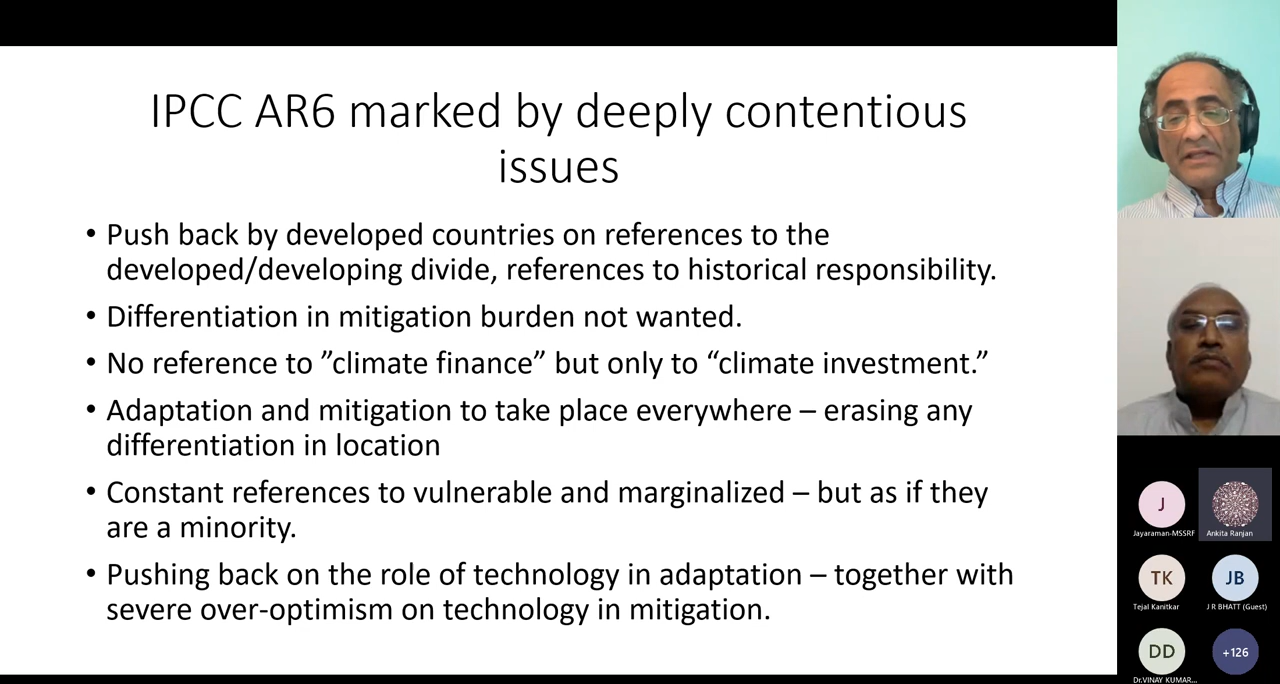 IPCC AR6 marked by deeply contentious
issues
• Push back by developed countries on references to the
developed/developing divide, references to historical responsibility.
• Differentiation in mitigation burden not wanted.
• No reference to ”climate finance” but only to “climate investment.”
• Adaptation and mitigation to take place everywhere – erasing any
differentiation in location
• Constant references to vulnerable and marginalized – but as if they
are a minority.
• Pushing back on the role of technology in adaptation – together with
severe over-optimism on technology in mitigation.
J
Jayaraman-MSSRF
Ankita Ranjan
TK
Tejal Kanitkar
JB
J R BHATT (Guest)
DD
Dr.VINAY KUMAR...
+126